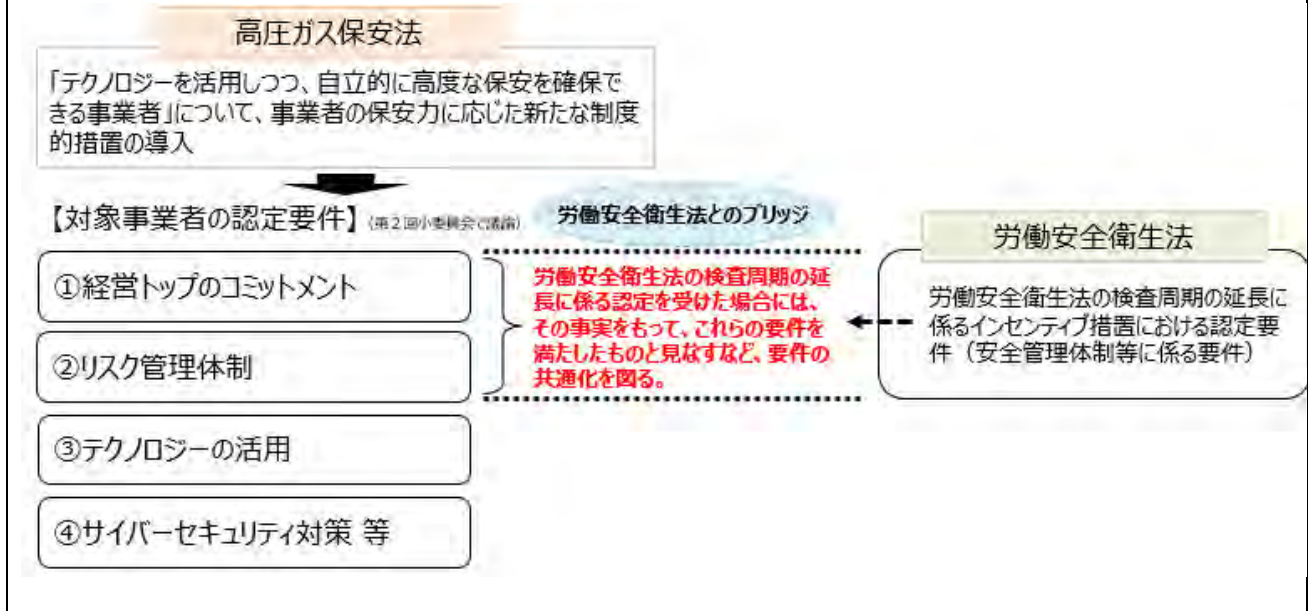 高圧ガス保安法
「テクノロジーを活用しつつ、自立的に高度な保安を確保で
きる事業者」について、事業者の保安力に応じた新たな制度
的措置の導入
【対象事業者の認定要件】(第2回小委員会で議論)
①経営トップのコミットメント
②リスク管理体制
③テクノロジーの活用
④サイバーセキュリティ対策 等
労働安全衛生法とのブリッジ
労働安全衛生法の検査周期の延
長に係る認定を受けた場合には、
その事実をもって、これらの要件を
満たしたものと見なすなど、要件の
共通化を図る。
労働安全衛生法
労働安全衛生法の検査周期の延長に
係るインセンティブ措置における認定要
件（安全管理体制等に係る要件）